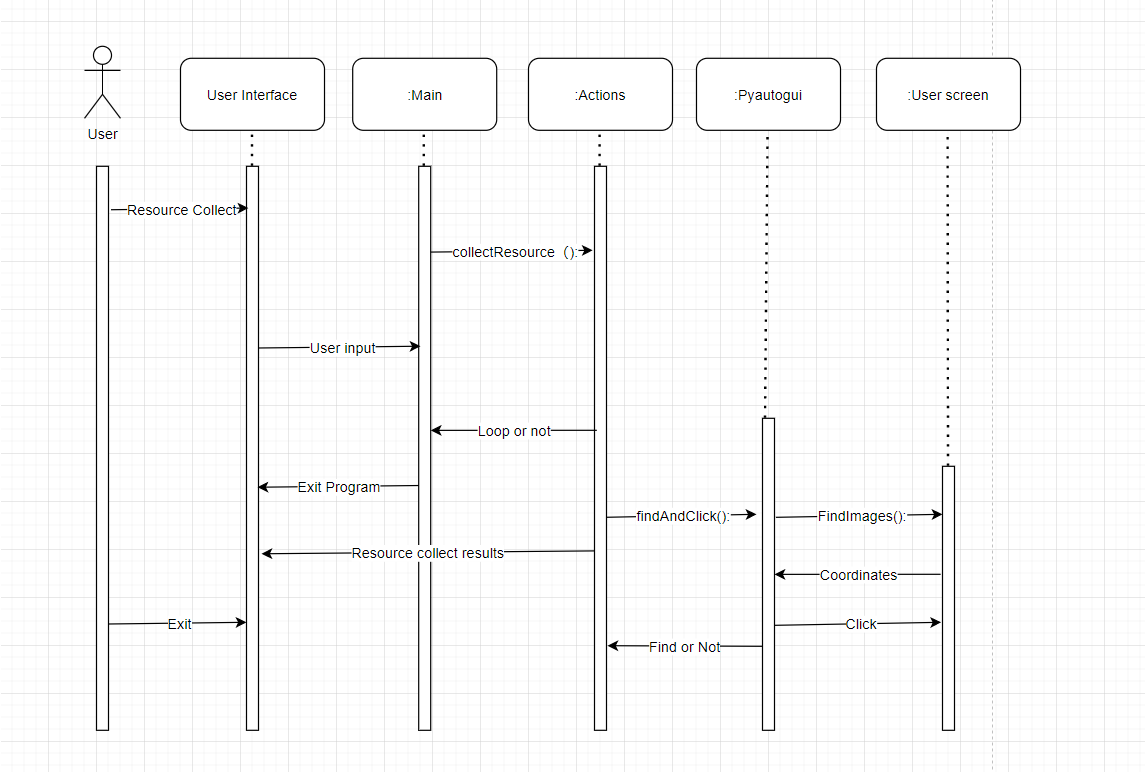 User
User Interface
:Main
:Actions
:Pyautogui
:User screen
Resource Collect
collectResource ():
User input
Loop or not
Exit Program
findAndClick():
FindImages():
Resource collect results
Coordinates
Exit
Click
Find or Not